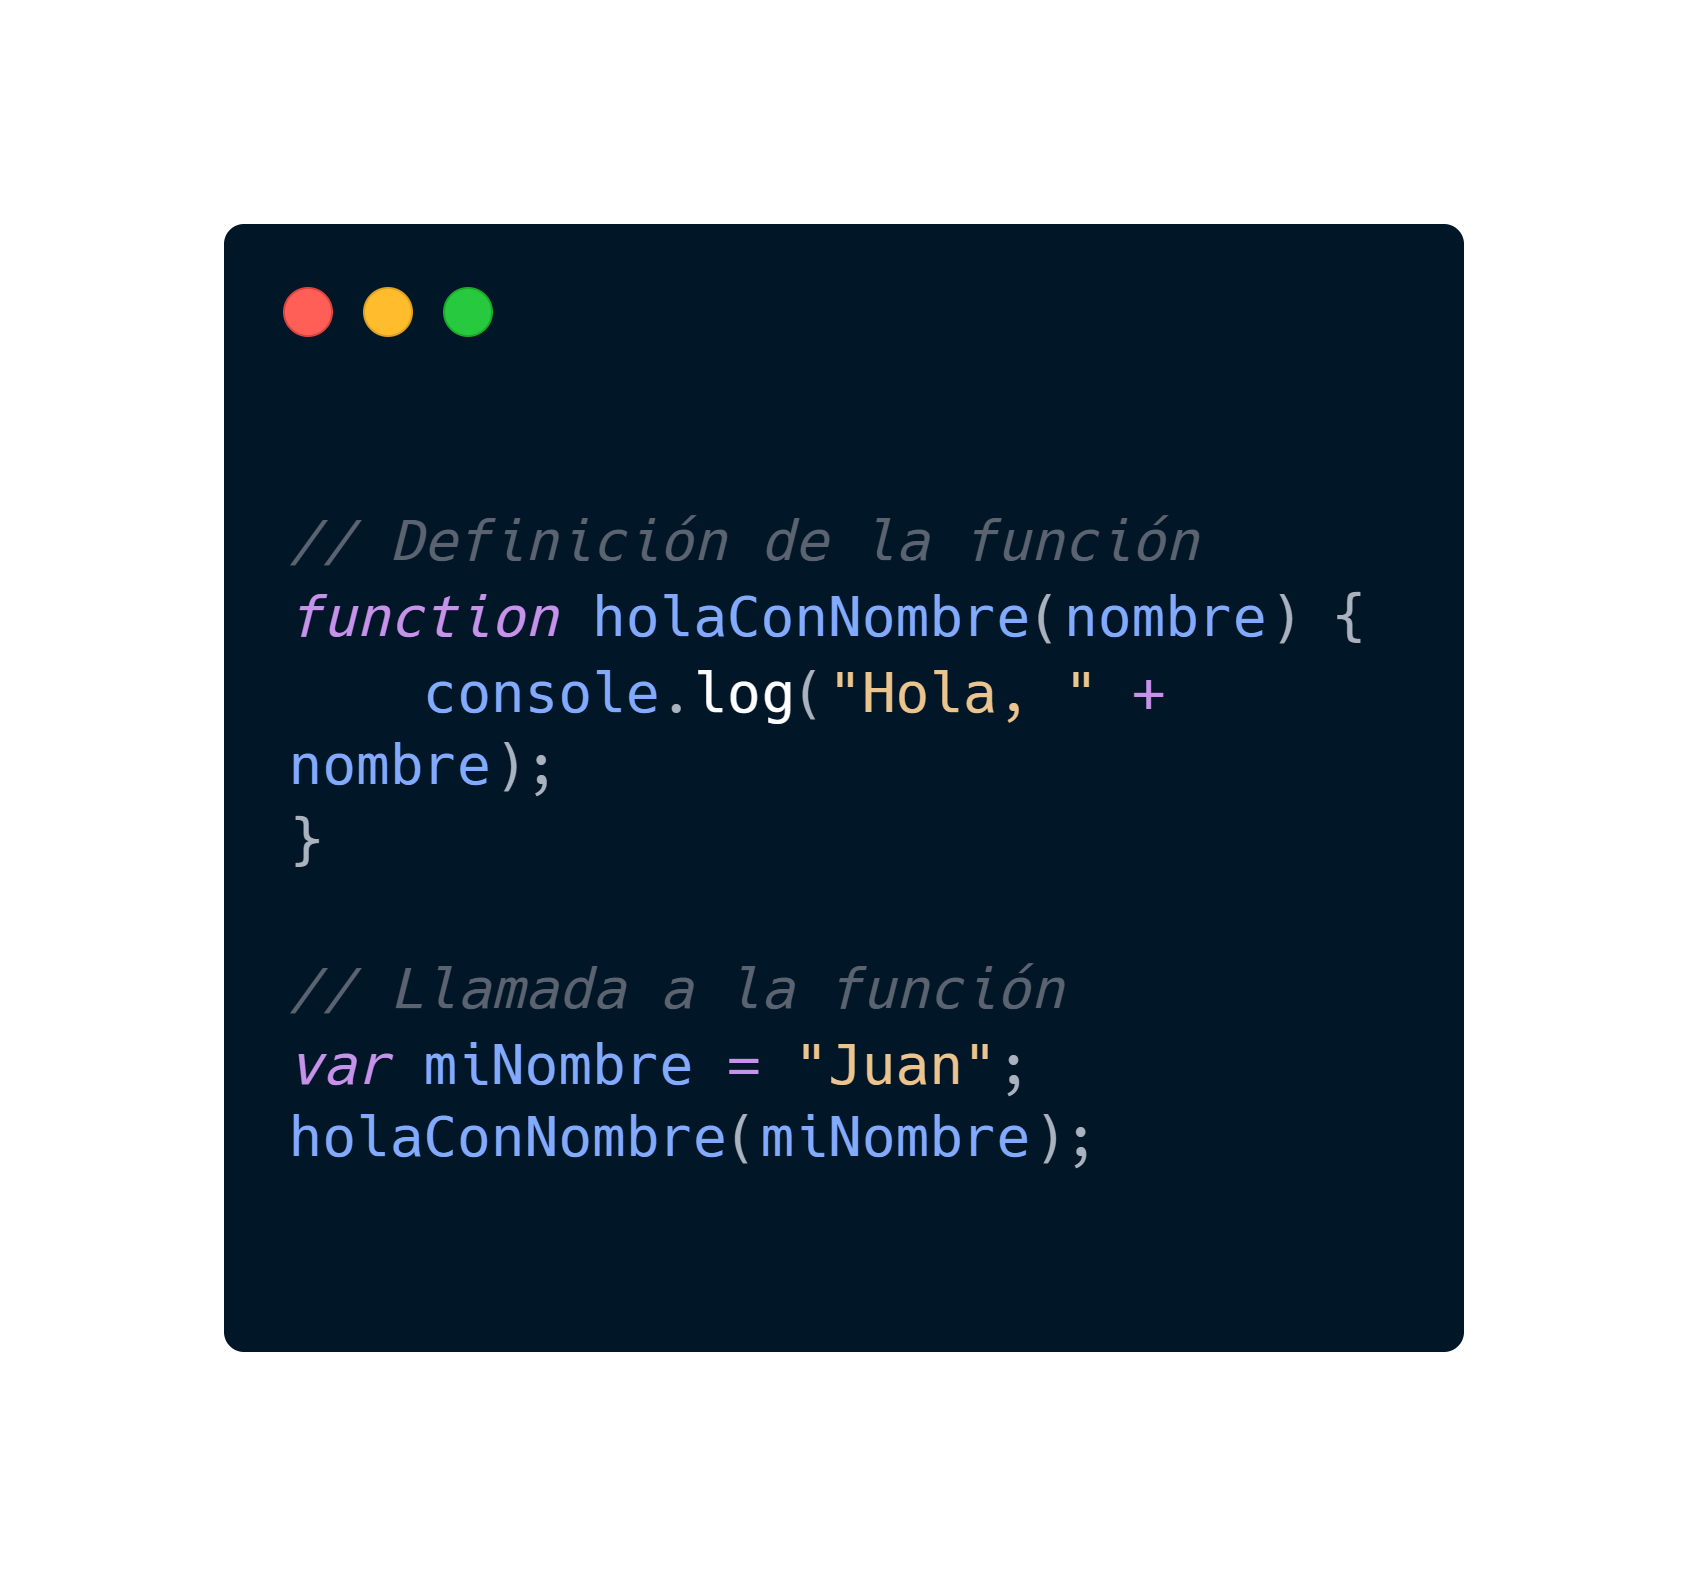 // Definición de la función
function holaConNombre(nombre) {
    console.log("Hola, " +
nombre);
}

// Llamada a la función
var miNombre = "Juan";
holaConNombre(miNombre);